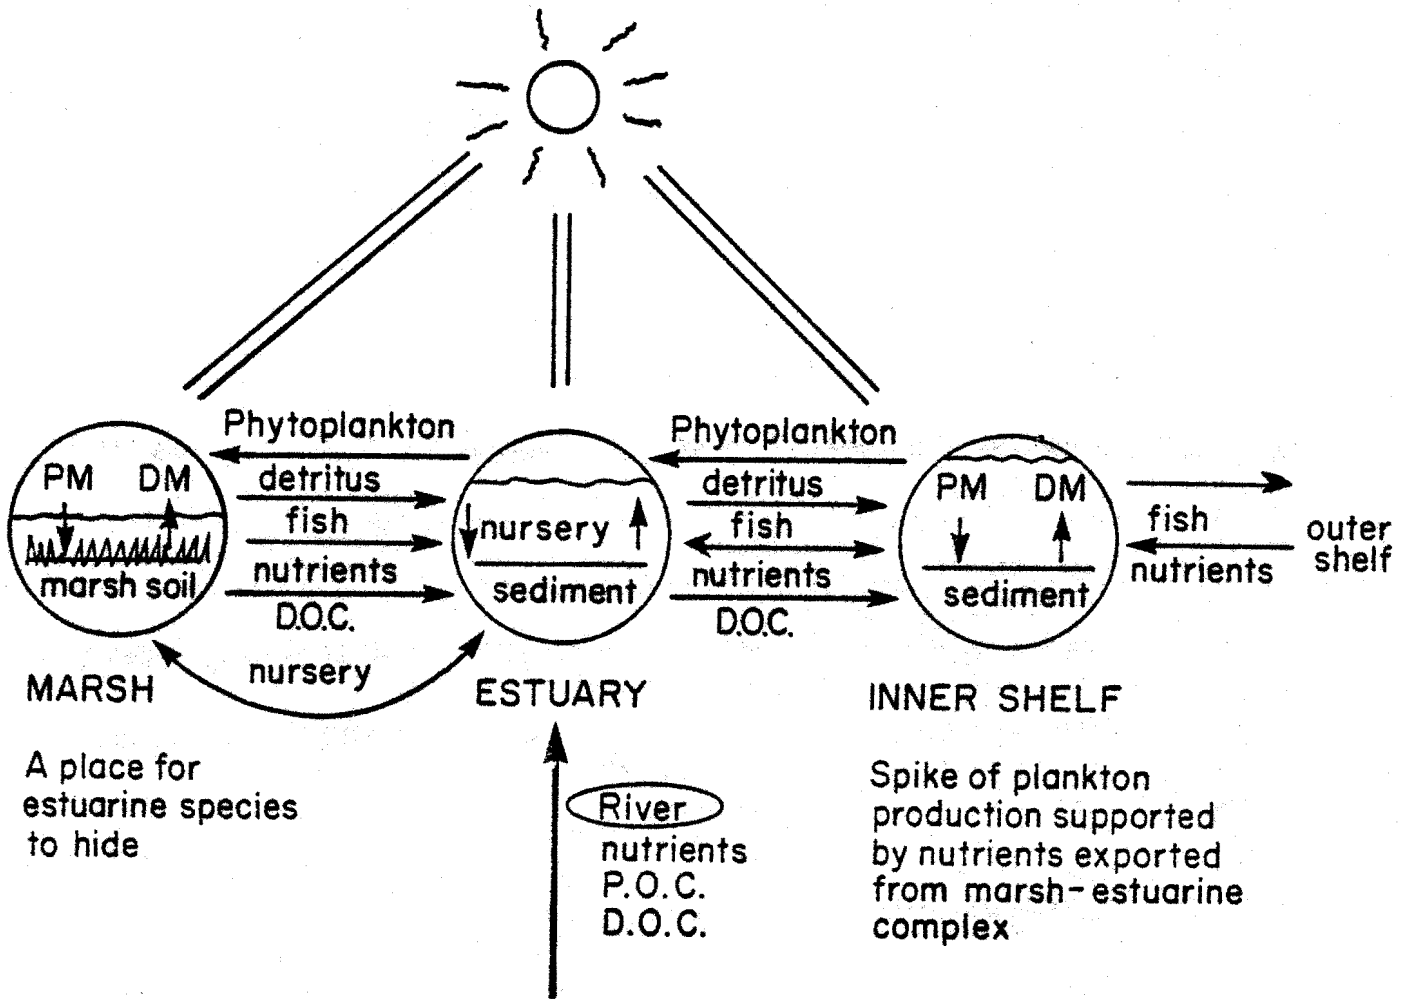 Phytoplankton
detritus
fish
nutrients
D.O.C.
nursery
Phytoplankton
detritus
fish
nutrients
D.O.C.
PM DM
marsh soil
nursery
sediment
PM DM
sediment
fish
nutrients
outer
shelf
MARSH
ESTUARY
INNER SHELF
A place for
estuarine species
to hide
River
nutrients
P.O.C.
D.O.C.
Spike of plankton
production supported
by nutrients exported
from marsh-estuarine
complex